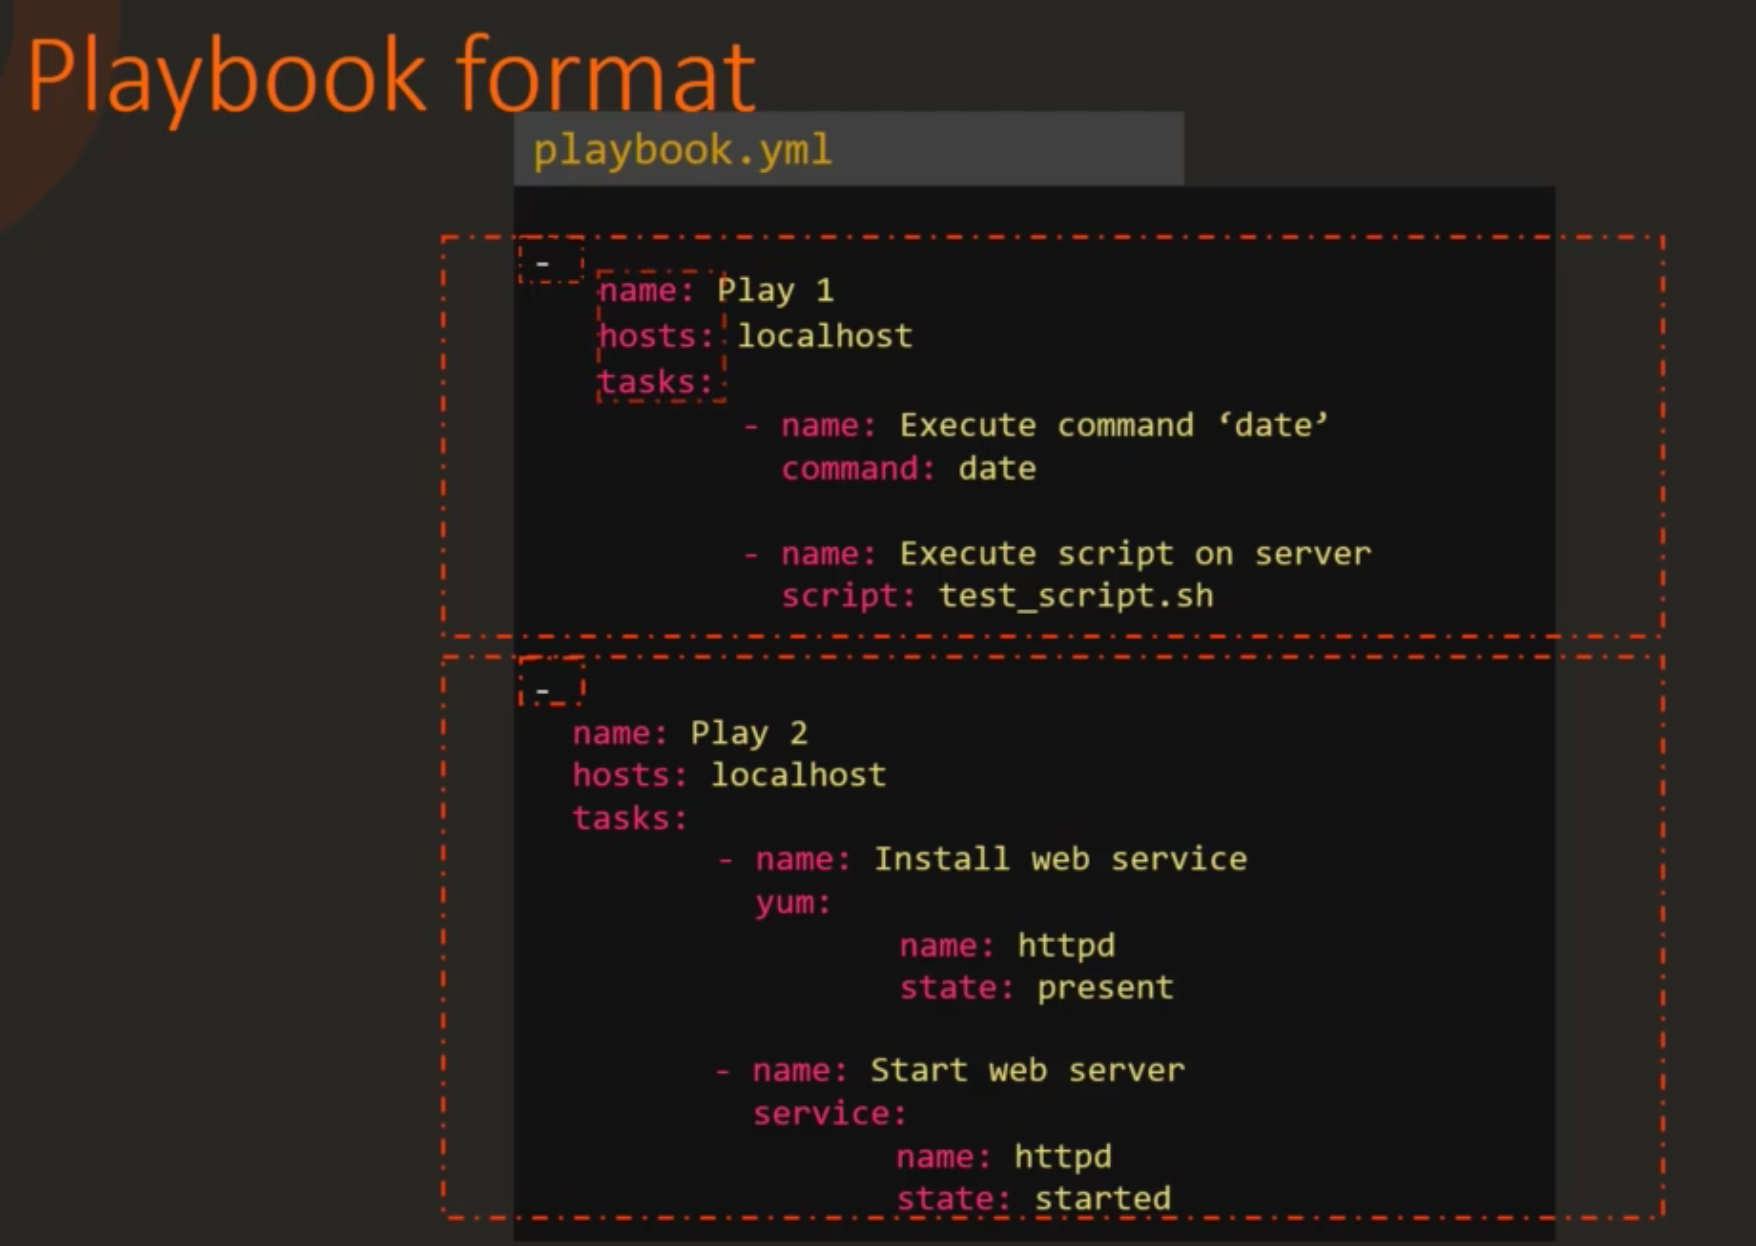 Playbook format
playbook.yml
-
name: Play 1
hosts: localhost
tasks:
- name: Execute command ‘date’
command: date
- name: Execute script on server
script: test_script.sh
-
name: Play 2
hosts: localhost
tasks:
- name: Install web service
yum:
name: httpd
state: present
- name: Start web server
service:
name: httpd
state: started